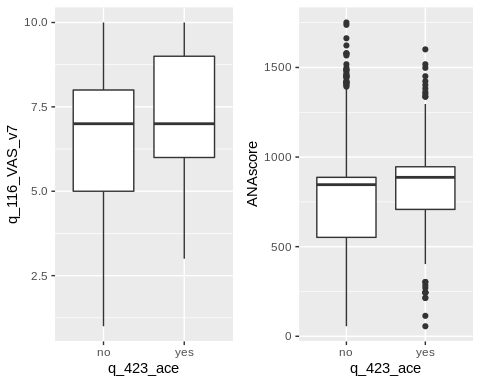 10.0
7.5
5.0
2.5
q_116_VAS_v7
no
yes
q_423_ace
1500
1000
500
0
ANAscore
no
yes
q_423_ace